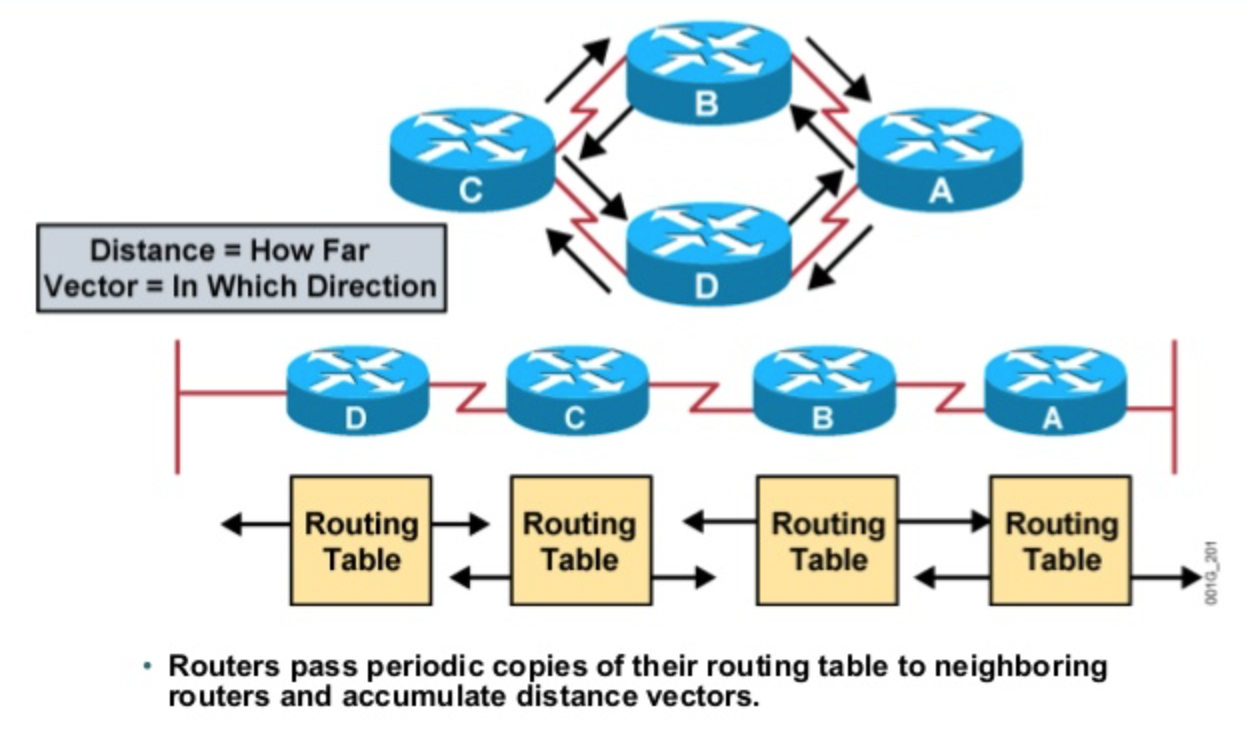 B
C
A
D
Distance = How Far
Vector = In Which Direction
D
C
B
A
Routing
Table
Routing
Table
Routing
Table
Routing
Table
001G_201
• Routers pass periodic copies of their routing table to neighboring
routers and accumulate distance vectors.